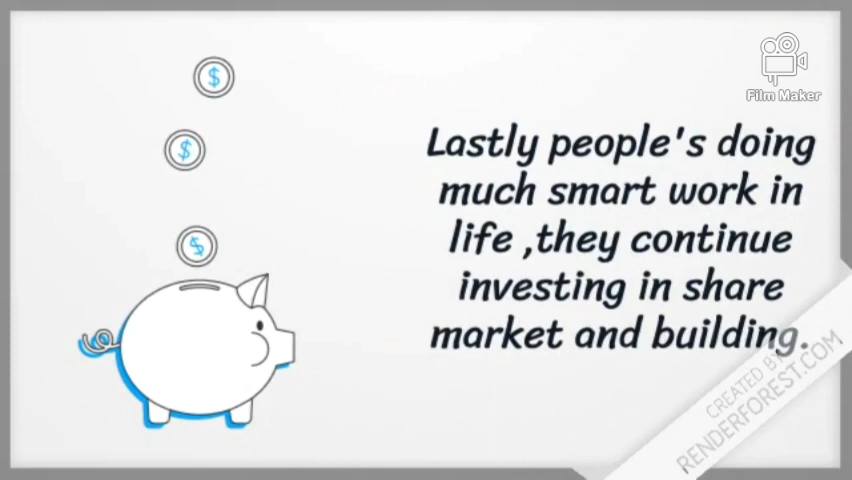 Film Maker
Lastly people's doing
much smart work in
life ,they continue
investing in share
market and building.
CREATED BY
RENDERFOREST.COM
$
$
$